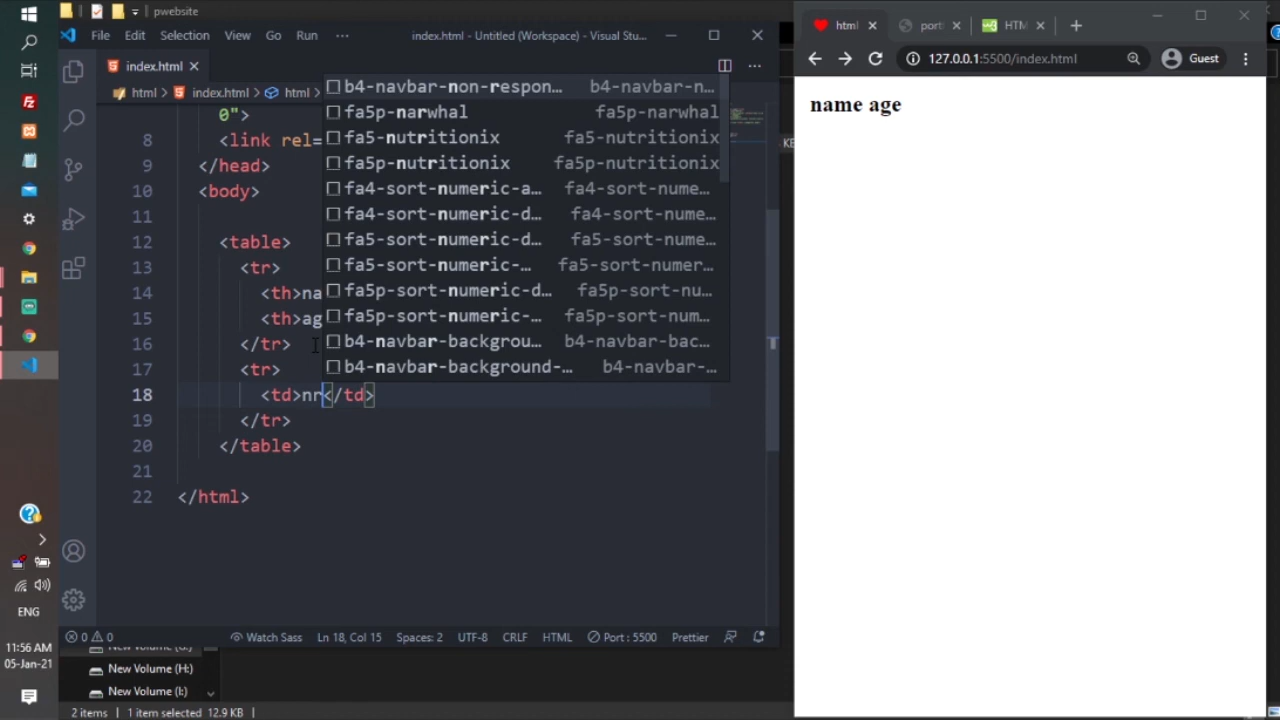 pwebsite
File Edit Selection View Go Run ··· index.html - Untitled (Workspace) - Visual Stu...
index.html
html > index.html > html >
0">
8 <link rel=
9 </head>
10 <body>
11
12 <table>
13 <tr>
14 <th>na
15 <th>ag
16 </tr>
17 <tr>
18 <td>nr</td>
19 </tr>
20 </table>
21
22 </html>
b4-navbar-non-respon... b4-navbar-n...
fa5p-narwhal fa5p-narwhal
fa5-nutritionix fa5-nutritionix
fa5p-nutritionix fa5p-nutritionix
fa4-sort-numeric-a... fa4-sort-nume...
fa4-sort-numeric-d... fa4-sort-nume...
fa5-sort-numeric-d... fa5-sort-nume...
fa5-sort-numeric-... fa5-sort-numer...
fa5p-sort-numeric-d... fa5p-sort-nu...
fa5p-sort-numeric-... fa5p-sort-num...
b4-navbar-backgrou... b4-navbar-bac...
b4-navbar-background-... b4-navbar-...
0 0 Watch Sass Ln 18, Col 15 Spaces: 2 UTF-8 CRLF HTML Port : 5500 Prettier
New Volume (H:)
New Volume (I:)
2 items 1 item selected 12.9 KB
ENG
11:56 AM
05-Jan-21
html port HTM
127.0.0.1:5500/index.html Guest
name age